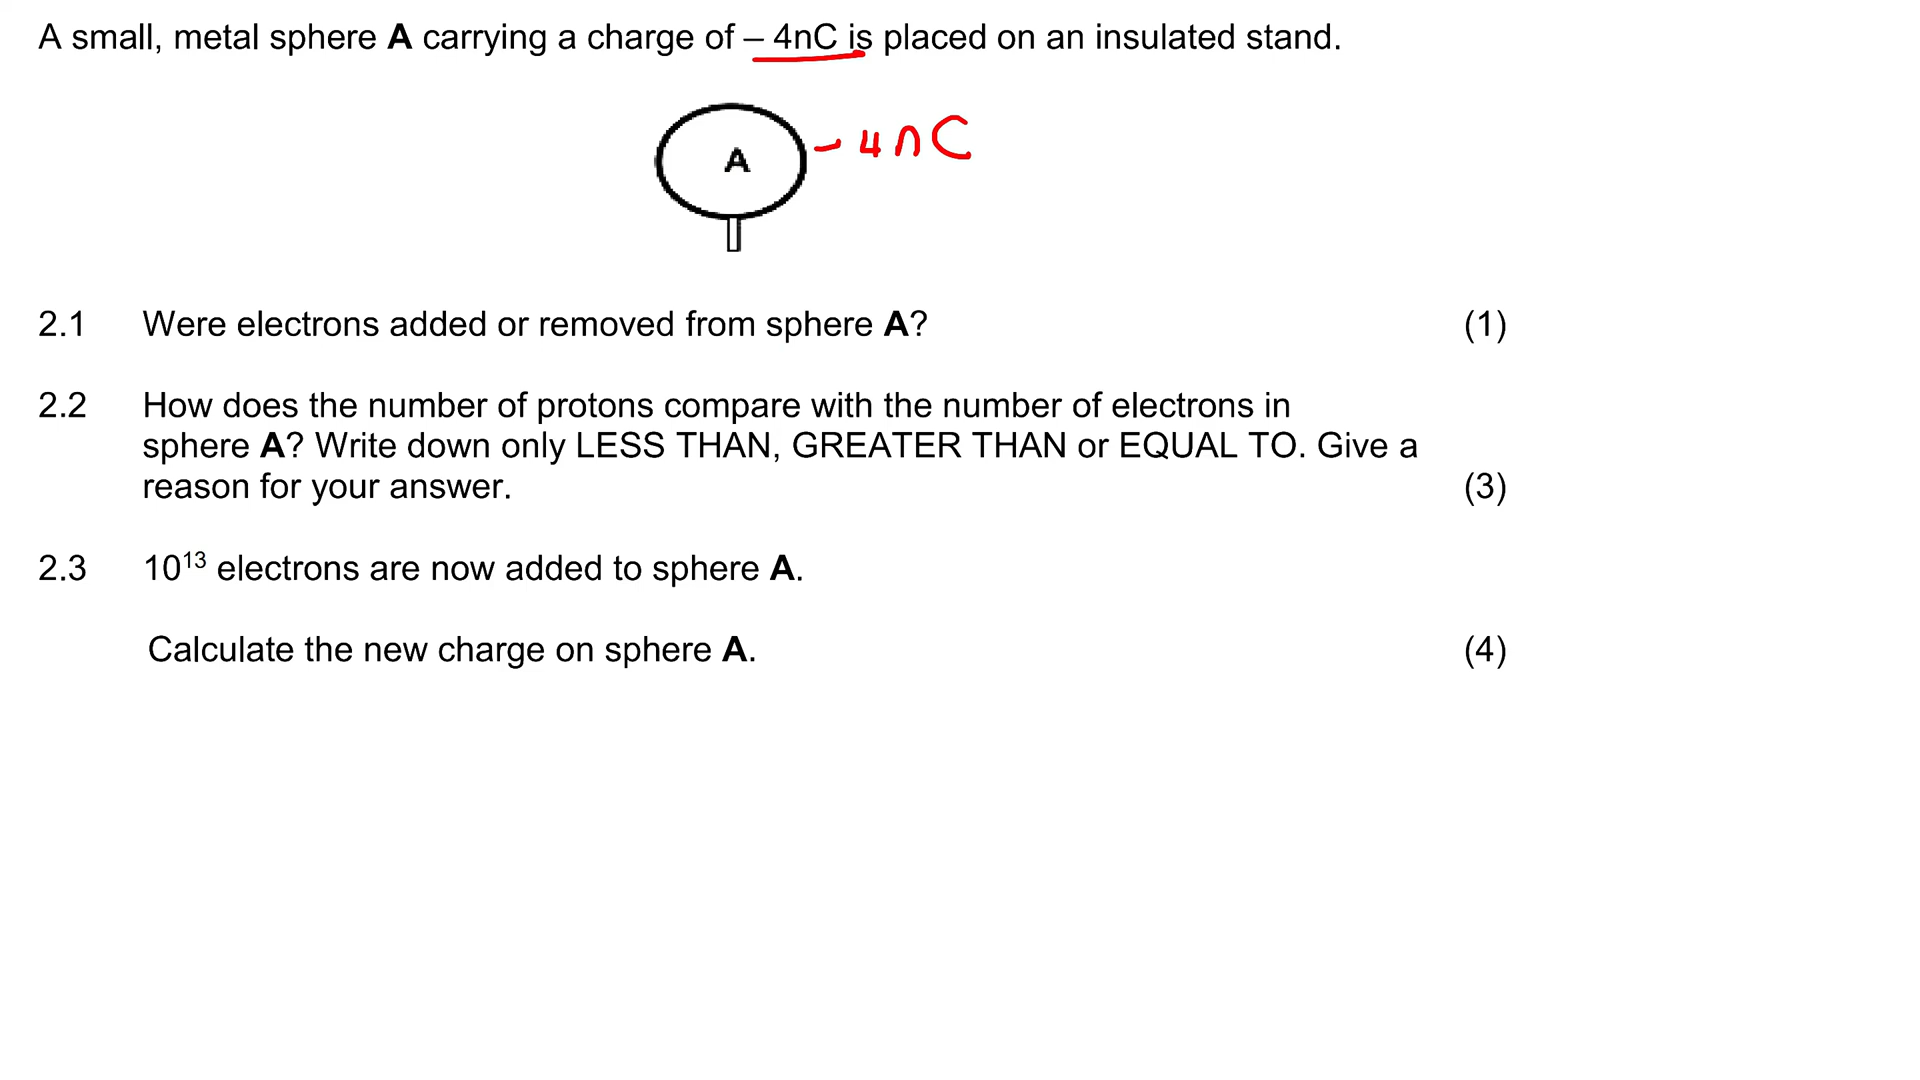 A small, metal sphere A carrying a charge of – 4nC is placed on an insulated stand.
A
- 4nC
2.1 Were electrons added or removed from sphere A? (1)
2.2 How does the number of protons compare with the number of electrons in
sphere A? Write down only LESS THAN, GREATER THAN or EQUAL TO. Give a
reason for your answer. (3)
2.3 10¹³ electrons are now added to sphere A.
Calculate the new charge on sphere A. (4)